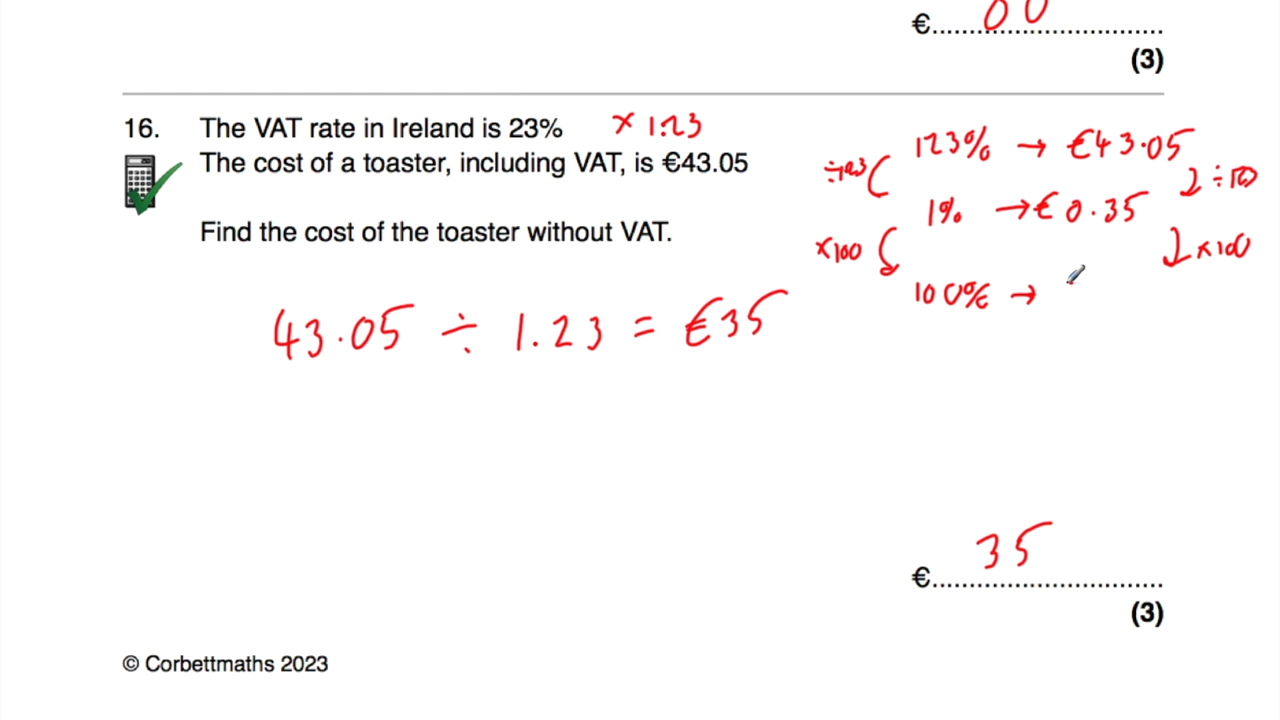 00
€................................
(3)
16. The VAT rate in Ireland is 23% × 1.23
The cost of a toaster, including VAT, is €43.05
Find the cost of the toaster without VAT.
123% → €43.05
1% → € 0.35
×100 ×100
100% →
43.05 ÷ 1.23 = €35
35
€................................
(3)
© Corbettmaths 2023